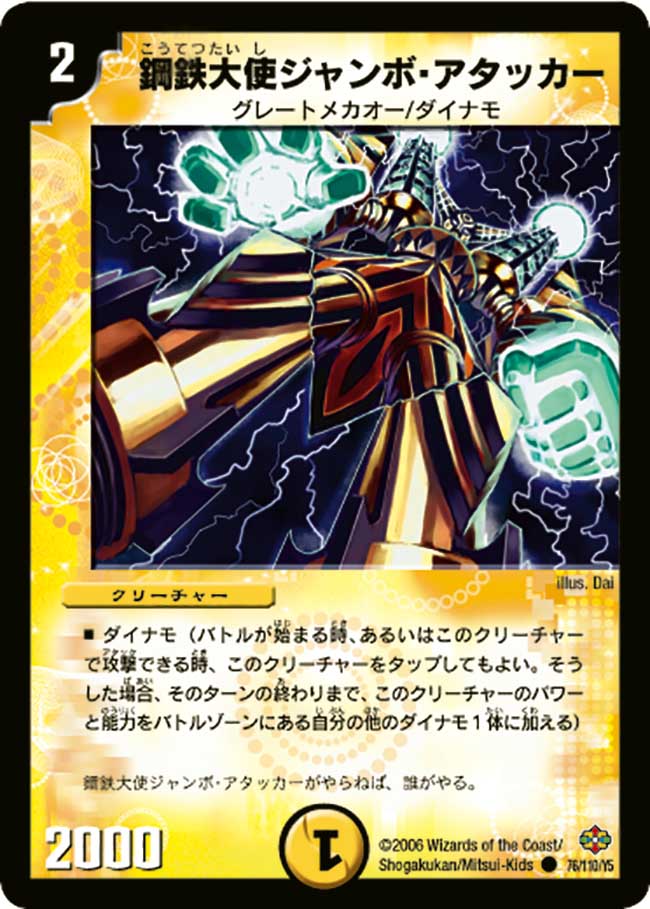 2
こうてつたいし
鋼鉄大使ジャンボ・アタッカー
グレートメカオー/ダイナモ
illus. Dai
クリーチャー
■ ダイナモ（バトルが始まる時、あるいはこのクリーチャー
で攻撃できる時、このクリーチャーをタップしてもよい。そう
した場合、そのターンの終わりまで、このクリーチャーのパワー
と能力をバトルゾーンにある自分の他のダイナモ1体に加える）
鋼鉄大使ジャンボ・アタッカーがやらねば、誰がやる。
2000
1
©2006 Wizards of the Coast/
Shogakukan/Mitsui-Kids ● 76/110/Y5